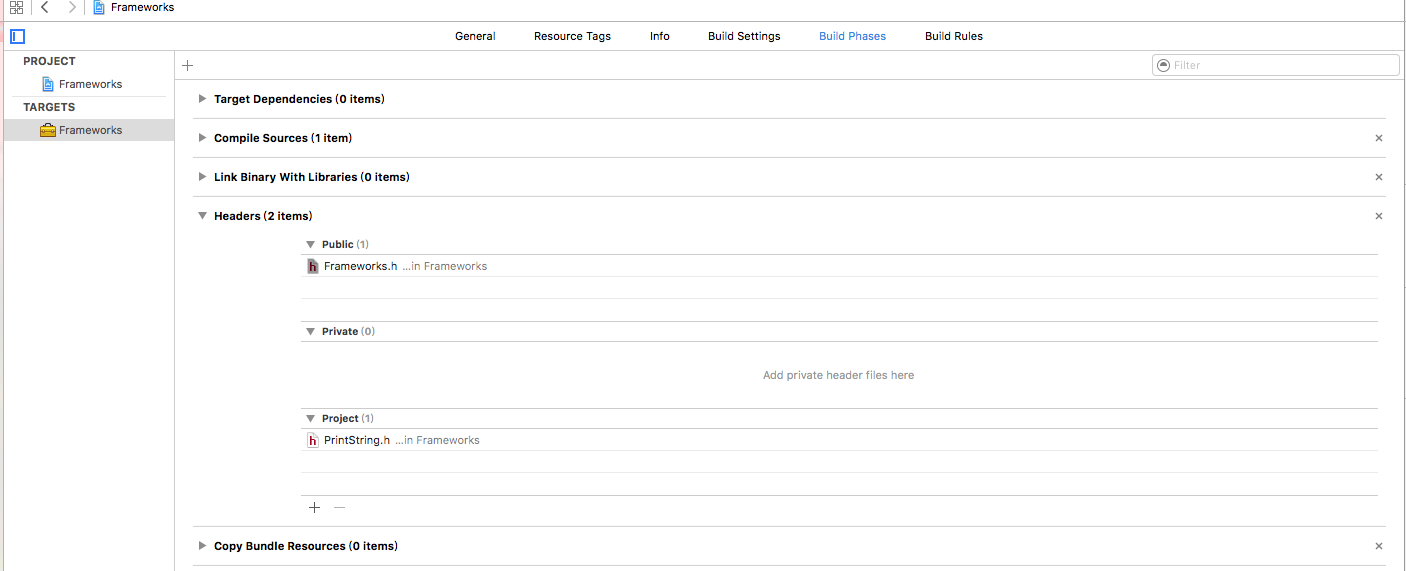 Frameworks
General Resource Tags Info Build Settings Build Phases Build Rules
PROJECT
Filter
Frameworks
Target Dependencies (0 items)
TARGETS
Frameworks
Compile Sources (1 item)
Link Binary With Libraries (0 items)
Headers (2 items)
Public (1)
Frameworks.h ...in Frameworks
Private (0)
Add private header files here
Project (1)
PrintString.h ...in Frameworks
Copy Bundle Resources (0 items)